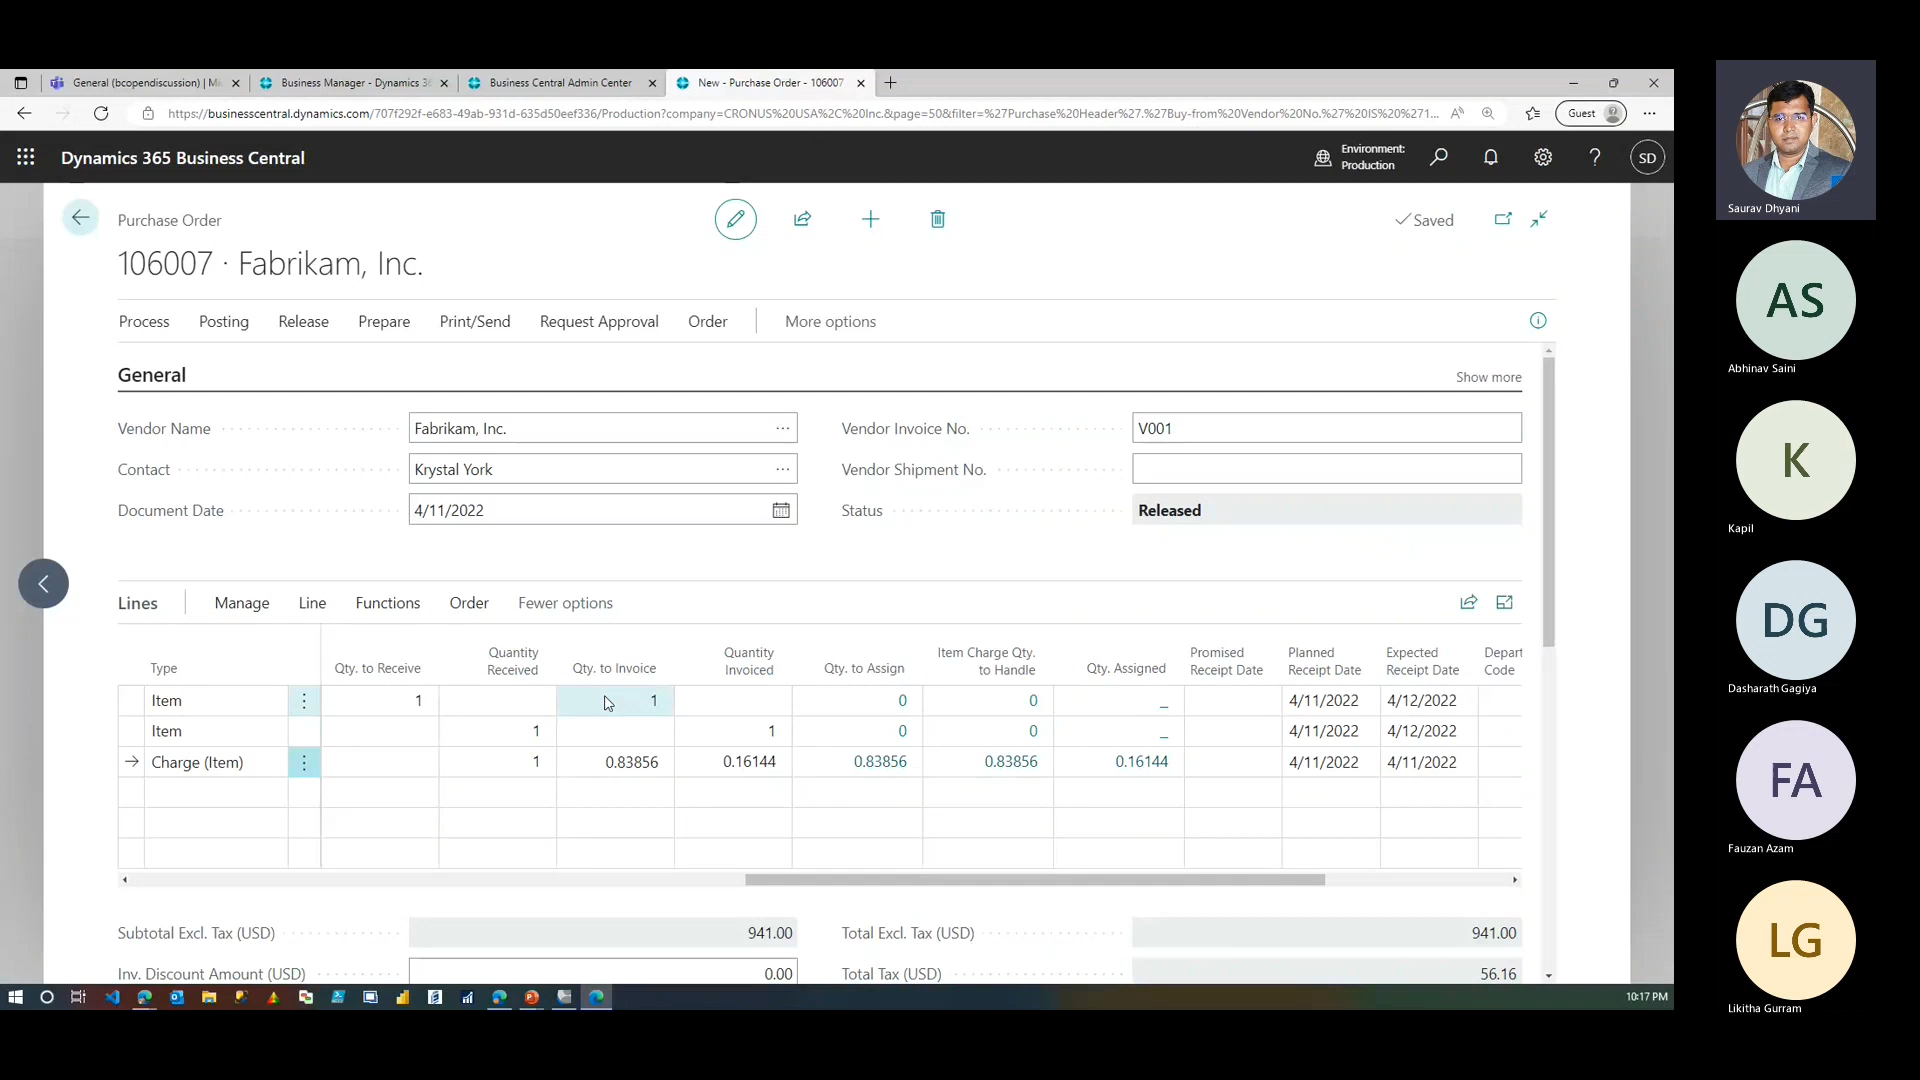 General (bcopendiscussion) | Mi
Business Manager - Dynamics 36
Business Central Admin Center
New - Purchase Order - 106007
https://businesscentral.dynamics.com/707f292f-e683-49ab-931d-635d50eef336/Production?company=CRONUS%20USA%2C%20Inc.&page=50&filter=%27Purchase%20Header%27.%27Buy-from%20Vendor%20No.%27%20IS%20%271...
Guest
Dynamics 365 Business Central
Environment:
Production
SD
Purchase Order
Saved
106007 · Fabrikam, Inc.
Process Posting Release Prepare Print/Send Request Approval Order More options
General
Show more
Vendor Name Fabrikam, Inc. Vendor Invoice No. V001
Contact Krystal York Vendor Shipment No.
Document Date 4/11/2022 Status Released
Lines Manage Line Functions Order Fewer options
Type Qty. to Receive Quantity Received Qty. to Invoice Quantity Invoiced Qty. to Assign Item Charge Qty. to Handle Qty. Assigned Promised Receipt Date Planned Receipt Date Expected Receipt Date Depart Code
Item 1 1 0 0 _ 4/11/2022 4/12/2022
Item 1 1 0 0 _ 4/11/2022 4/12/2022
Charge (Item) 1 0.83856 0.16144 0.83856 0.83856 0.16144 4/11/2022 4/11/2022
Subtotal Excl. Tax (USD) 941.00 Total Excl. Tax (USD) 941.00
Inv. Discount Amount (USD) 0.00 Total Tax (USD) 56.16
10:17 PM
Saurav Dhyani
AS
Abhinav Saini
K
Kapil
DG
Dasharath Gagiya
FA
Fauzan Azam
LG
Likitha Gurram